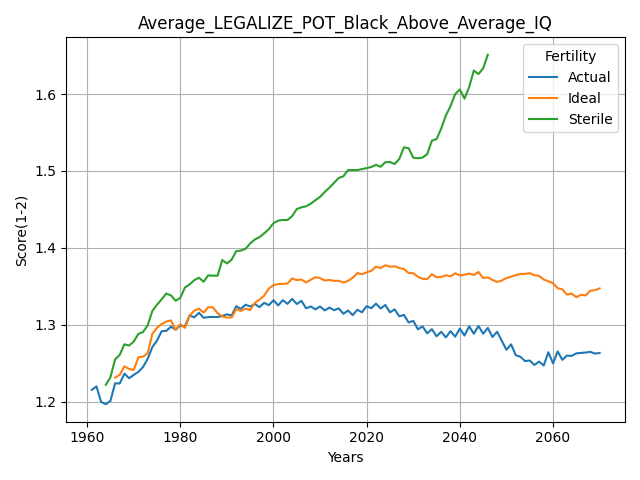 Average_LEGALIZE_POT_Black_Above_Average_IQ
Fertility
Actual
Ideal
Sterile
Score(1-2)
1.6
1.5
1.4
1.3
1.2
1960
1980
2000
2020
2040
2060
Years